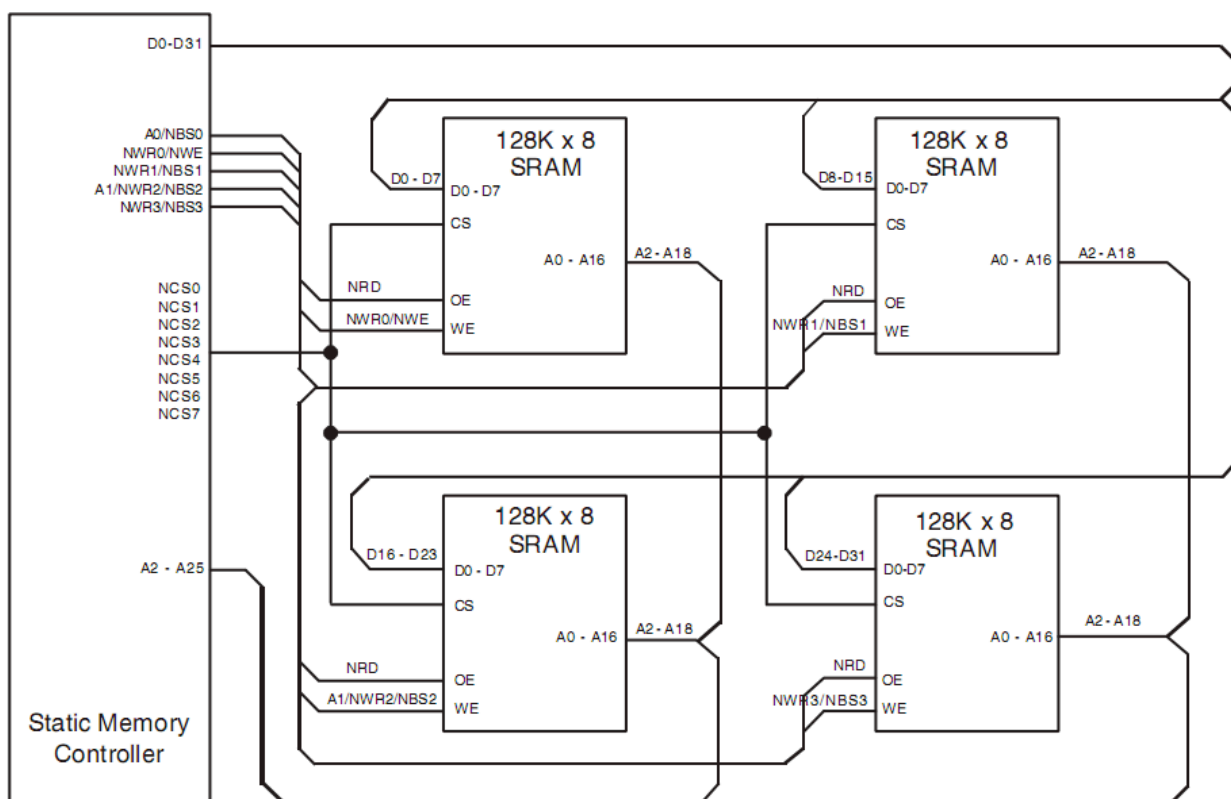 D0-D31
A0/NBS0
NWR0/NWE
NWR1/NBS1
A1/NWR2/NBS2
NWR3/NBS3
NCS0
NCS1
NCS2
NCS3
NCS4
NCS5
NCS6
NCS7
A2 - A25
Static Memory
Controller
128K x 8
SRAM
D0 - D7
D0 - D7
CS
A0 - A16
A2 - A18
NRD
OE
NWR0/NWE
WE
128K x 8
SRAM
D8-D15
D0-D7
CS
A0 - A16
A2 - A18
NRD
OE
NWR1/NBS1
WE
128K x 8
SRAM
D16 - D23
D0 - D7
CS
A0 - A16
A2 - A18
NRD
OE
A1/NWR2/NBS2
WE
128K x 8
SRAM
D24-D31
D0-D7
CS
A0 - A16
A2 - A18
NRD
OE
NWR3/NBS3
WE